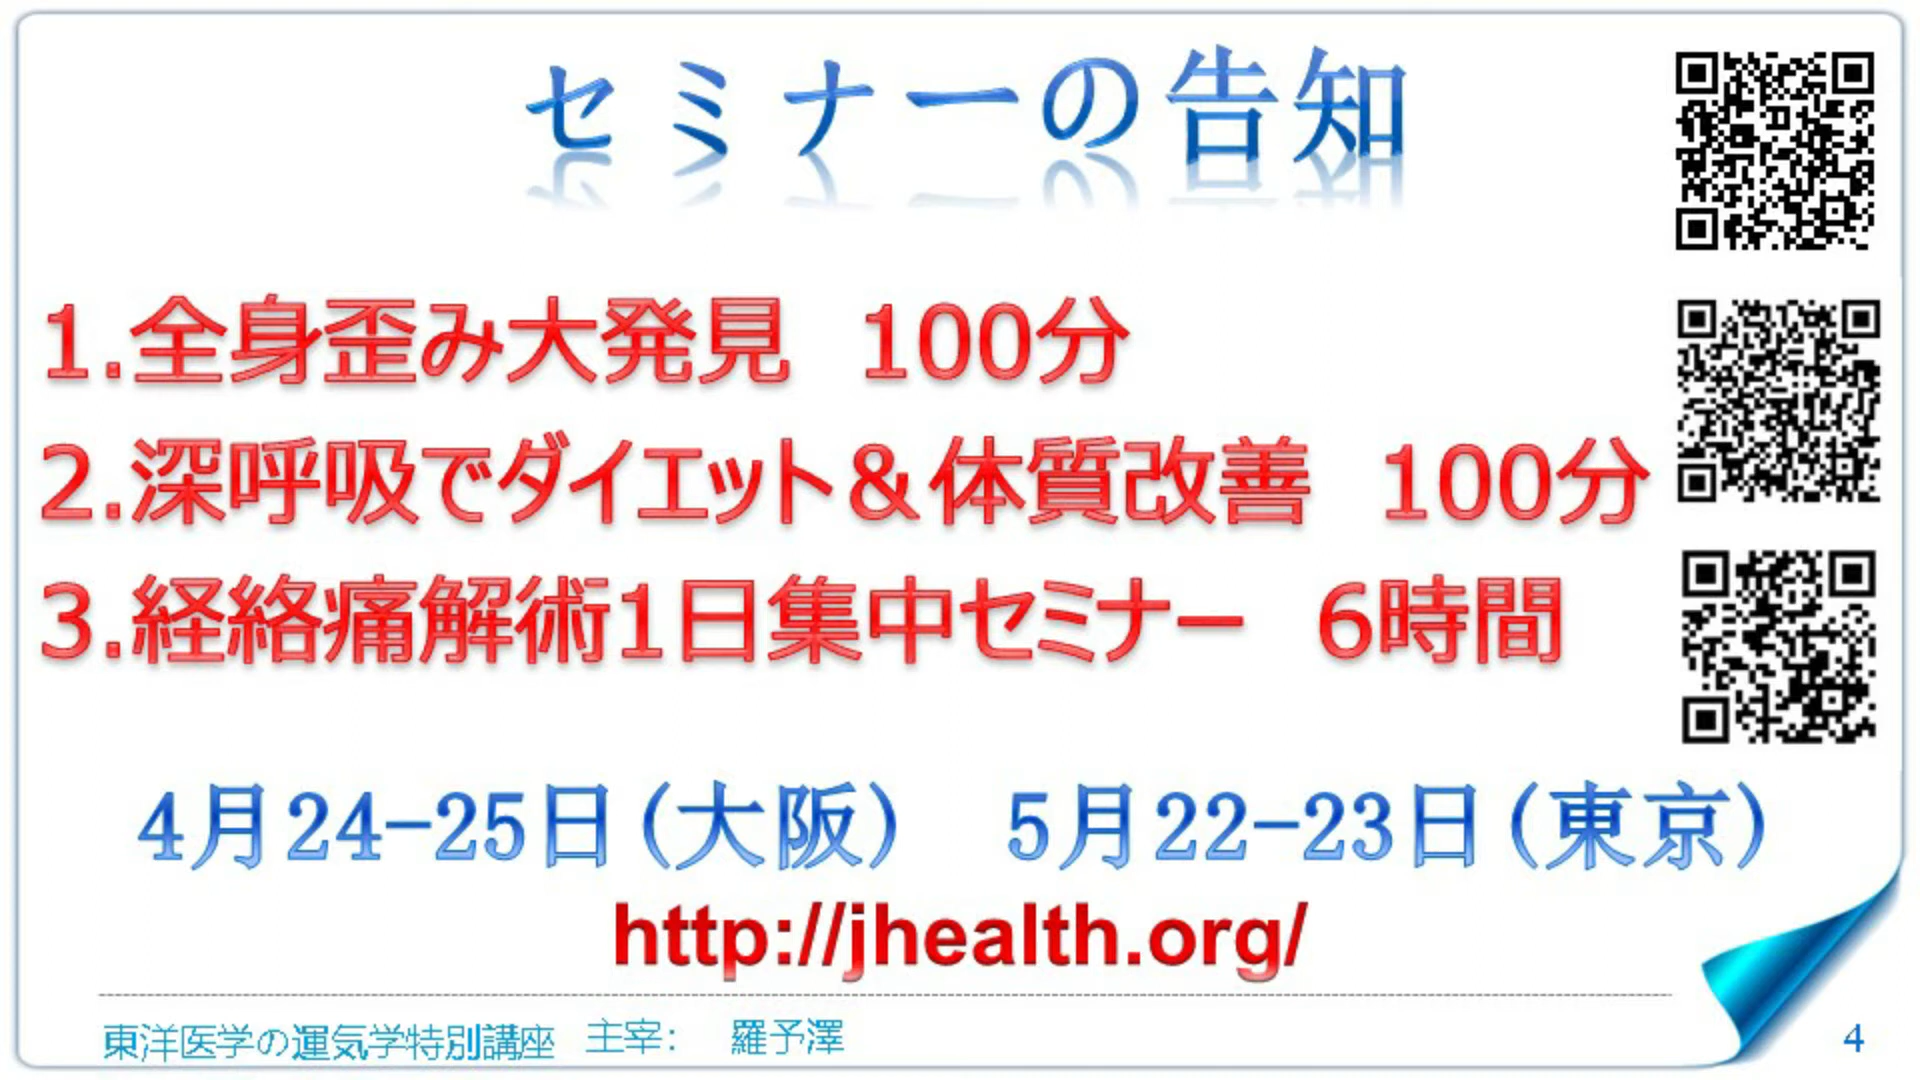 セミナーの告知
1.全身歪み大発見　100分
2.深呼吸でダイエット＆体質改善　100分
3.経絡痛解術1日集中セミナー　6時間
4月24-25日(大阪)　5月22-23日(東京)
http://jhealth.org/
東洋医学の運気学特別講座　主宰:　羅予澤
4